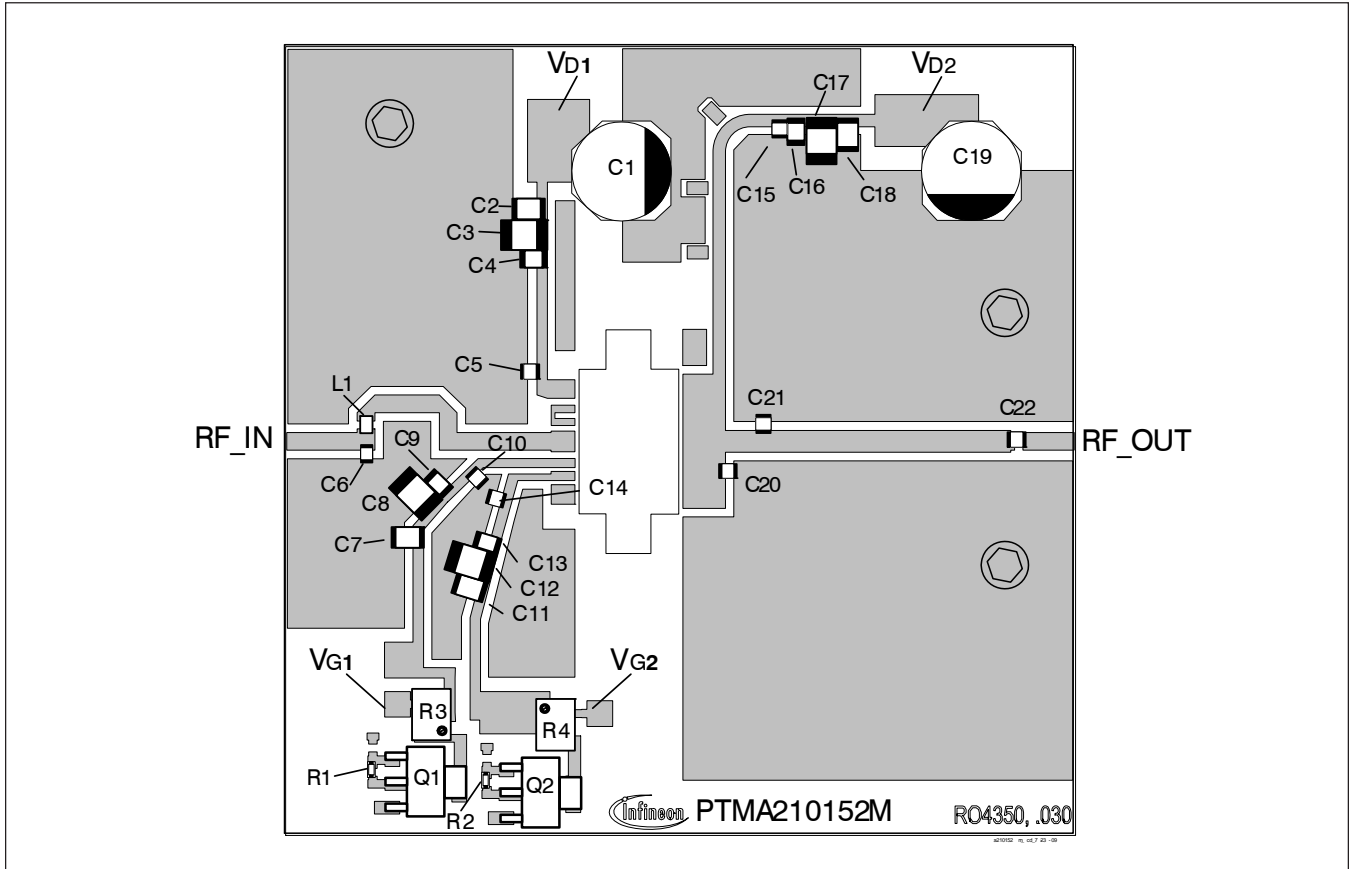 VD1
C17
VD2
C1
C19
C15
C16
C18
C2
C3
C4
C5
L1
C21
C22
RF_IN
RF_OUT
C9
C10
C6
C8
C14
C20
C7
C13
C12
C11
VG1
VG2
R3
R4
R1
Q1
Q2
R2
Infineon PTMA210152M
RO4350, .030